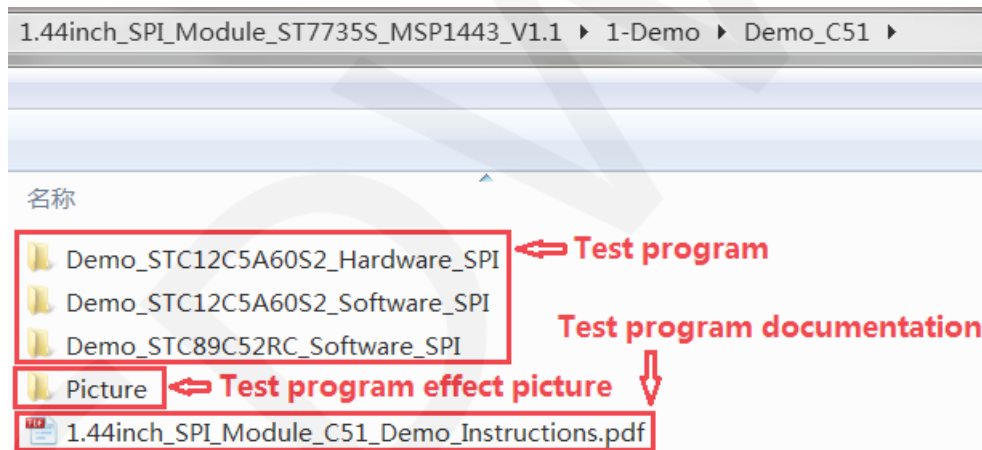 1.44inch_SPI_Module_ST7735S_MSP1443_V1.1 ▸ 1-Demo ▸ Demo_C51 ▸
名称
Demo_STC12C5A60S2_Hardware_SPI
Test program
Demo_STC12C5A60S2_Software_SPI
Demo_STC89C52RC_Software_SPI
Test program documentation
Picture
Test program effect picture
1.44inch_SPI_Module_C51_Demo_Instructions.pdf